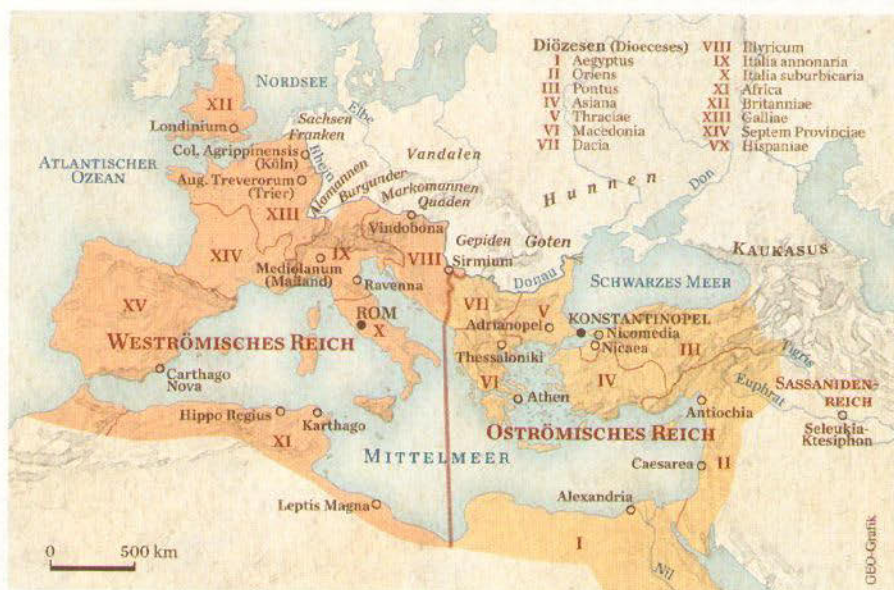 Diözesen (Dioeceses)
I Aegyptus
II Oriens
III Pontus
IV Asiana
V Thraciae
VI Macedonia
VII Dacia
VIII Illyricum
IX Italia annonaria
X Italia suburbicaria
XI Africa
XII Britanniae
XIII Galliae
XIV Septem Provinciae
VX Hispaniae
NORDSEE
XII
Londinium
Elbe
Sachsen
Franken
Col. Agrippinensis
(Köln)
Rhein
Vandalen
ATLANTISCHER
OZEAN
Aug. Treverorum
(Trier)
Alamannen
Burgunder
Markomannen
Quaden
Hunnen
Don
XIII
Vindobona
XIV
IX
Mediolanum
(Mailand)
VIII
Gepiden
Goten
Sirmium
Donau
KAUKASUS
SCHWARZES MEER
Ravenna
XV
ROM
X
VII
V
Adrianopel
KONSTANTINOPEL
Nicomedia
Nicaea
III
WESTRÖMISCHES REICH
Thessaloniki
Tigris
Carthago
Nova
VI
IV
Euphrat
SASSANIDEN-
REICH
Athen
Hippo Regius
Karthago
Antiochia
Seleukia-
Ktesiphon
XI
OSTRÖMISCHES REICH
MITTELMEER
Caesarea
II
Leptis Magna
Alexandria
0 500 km
I
Nil
GEO-Grafik